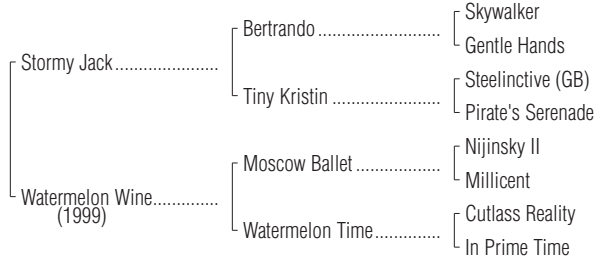 Skywalker
Bertrando
Gentle Hands
Stormy Jack
Steelinctive (GB)
Tiny Kristin
Pirate's Serenade
Nijinsky II
Moscow Ballet
Millicent
Watermelon Wine
(1999)
Cutlass Reality
Watermelon Time
In Prime Time